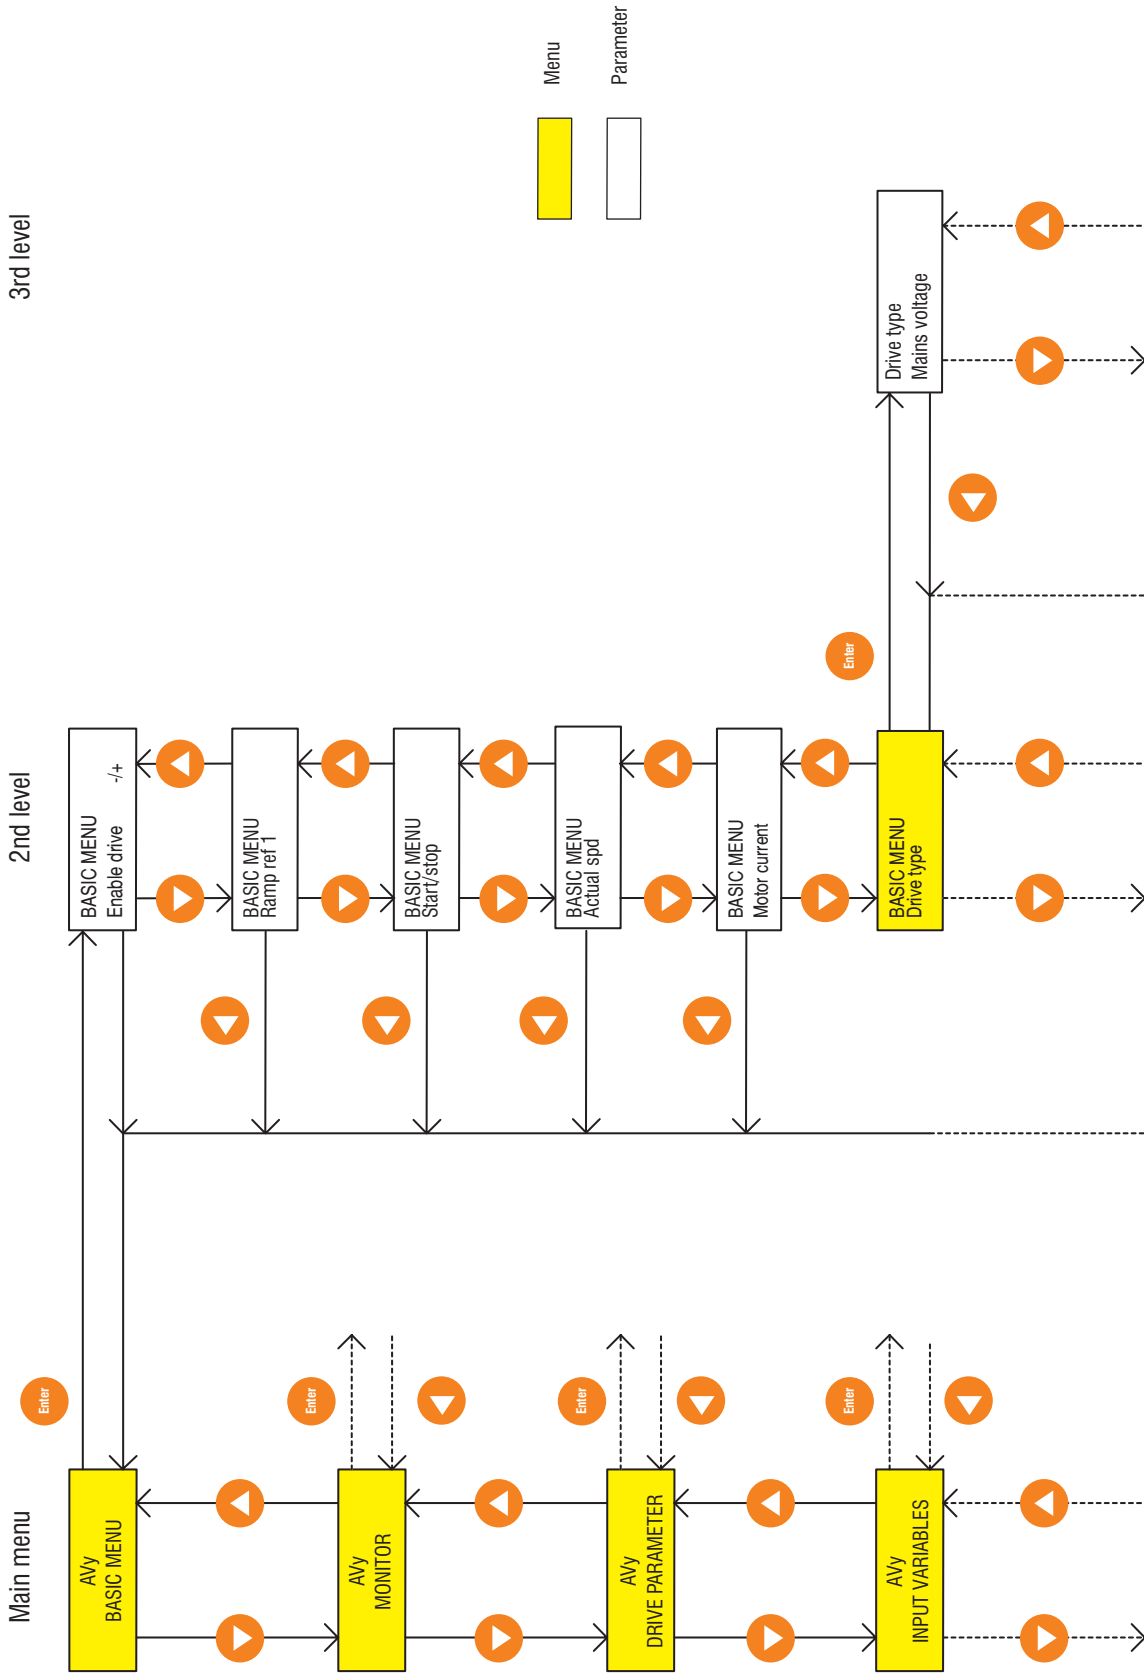 Main menu
2nd level
3rd level
AVy
BASIC MENU
Enter
BASIC MENU
Enable drive -/+
BASIC MENU
Ramp ref 1
AVy
MONITOR
Enter
BASIC MENU
Start/stop
BASIC MENU
Actual spd
AVy
DRIVE PARAMETER
Enter
BASIC MENU
Motor current
AVy
INPUT VARIABLES
Enter
BASIC MENU
Drive type
Enter
Drive type
Mains voltage
Menu
Parameter